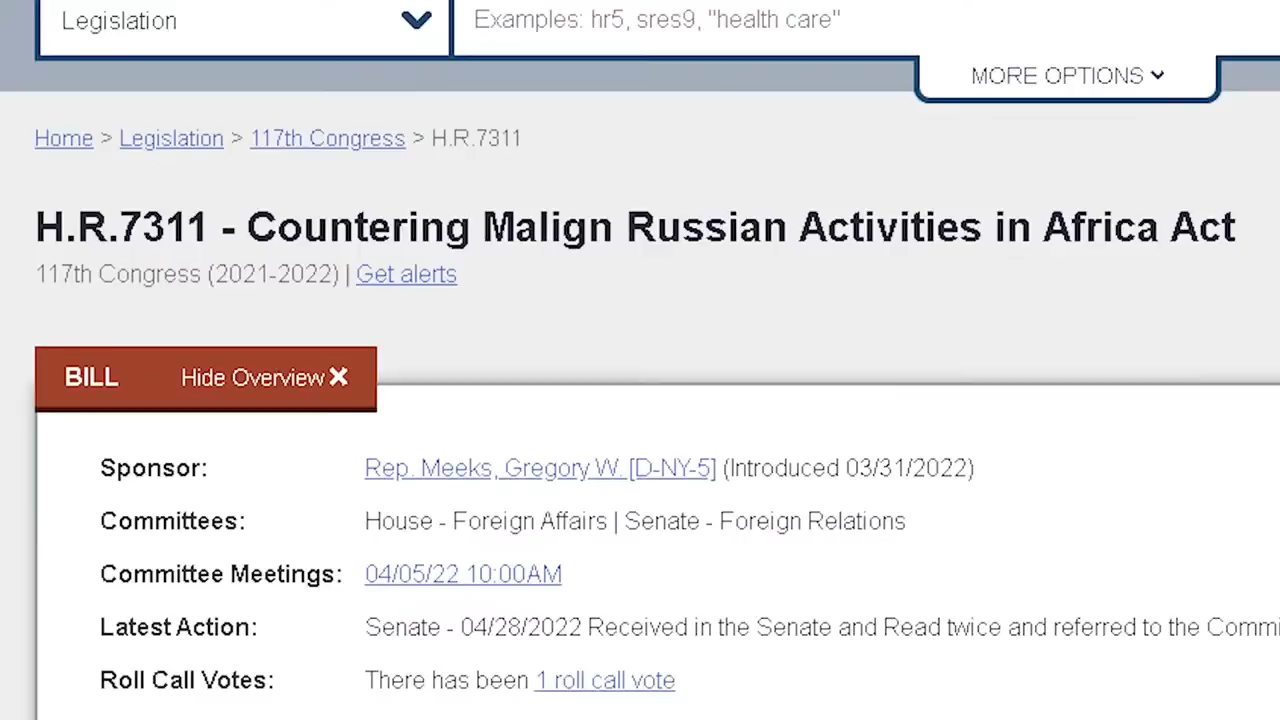 Legislation
Examples: hr5, sres9, "health care"
MORE OPTIONS
Home > Legislation > 117th Congress > H.R.7311
H.R.7311 - Countering Malign Russian Activities in Africa Act
117th Congress (2021-2022) | Get alerts
BILL Hide Overview ×
Sponsor: Rep. Meeks, Gregory W. [D-NY-5] (Introduced 03/31/2022)
Committees: House - Foreign Affairs | Senate - Foreign Relations
Committee Meetings: 04/05/22 10:00AM
Latest Action: Senate - 04/28/2022 Received in the Senate and Read twice and referred to the Commi
Roll Call Votes: There has been 1 roll call vote